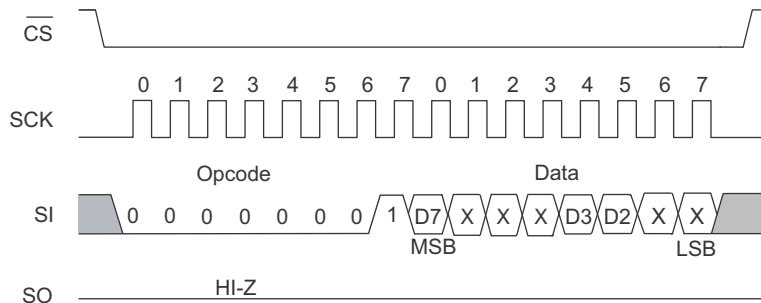 CS
0 1 2 3 4 5 6 7 0 1 2 3 4 5 6 7
SCK
Opcode Data
SI 0 0 0 0 0 0 0 1 D7 X X X D3 D2 X X
MSB LSB
HI-Z
SO